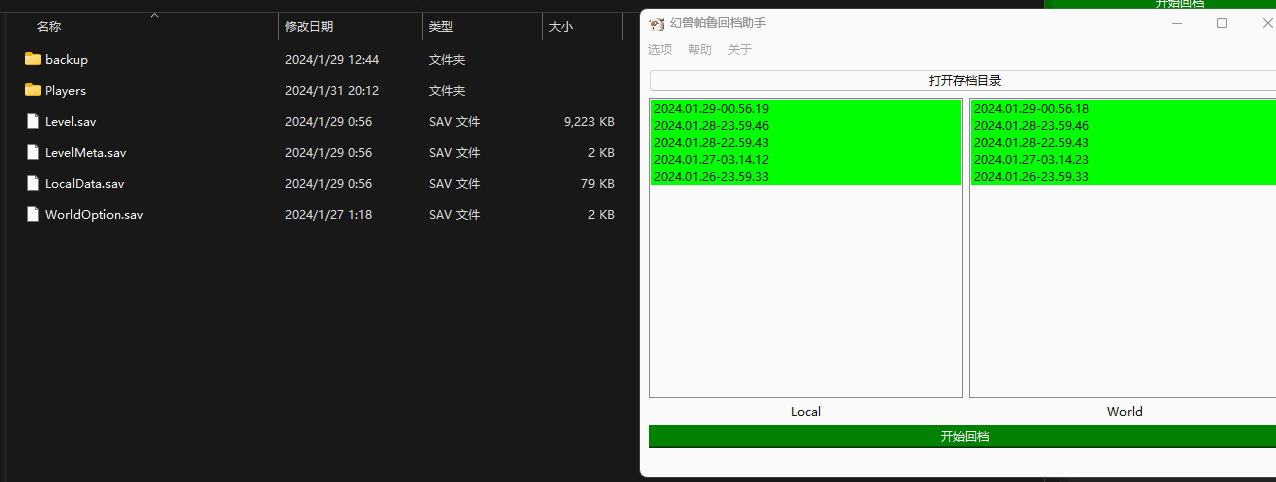 开始回档
名称 修改日期 类型 大小
backup 2024/1/29 12:44 文件夹
Players 2024/1/31 20:12 文件夹
Level.sav 2024/1/29 0:56 SAV 文件 9,223 KB
LevelMeta.sav 2024/1/29 0:56 SAV 文件 2 KB
LocalData.sav 2024/1/29 0:56 SAV 文件 79 KB
WorldOption.sav 2024/1/27 1:18 SAV 文件 2 KB
幻兽帕鲁回档助手
选项 帮助 关于
打开存档目录
2024.01.29-00.56.19
2024.01.28-23.59.46
2024.01.28-22.59.43
2024.01.27-03.14.12
2024.01.26-23.59.33
2024.01.29-00.56.18
2024.01.28-23.59.46
2024.01.28-22.59.43
2024.01.27-03.14.23
2024.01.26-23.59.33
Local
World
开始回档